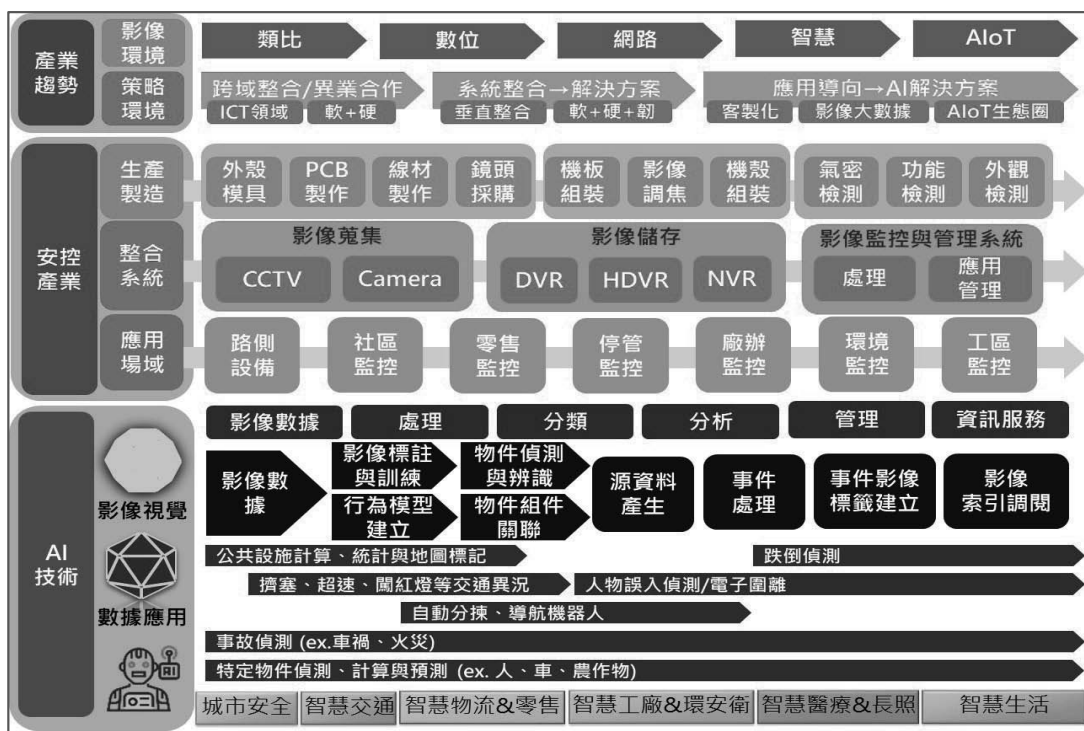 產業
趨勢
影像
環境
類比
數位
網路
智慧
AIoT
策略
環境
跨域整合/異業合作
ICT領域
軟+硬
系統整合→解決方案
垂直整合
軟+硬+韌
應用導向→AI解決方案
客製化
影像大數據
AIoT生態圈
安控
產業
生產
製造
外殼
模具
PCB
製作
線材
製作
鏡頭
採購
機板
組裝
影像
調焦
機殼
組裝
氣密
檢測
功能
檢測
外觀
檢測
整合
系統
影像蒐集
CCTV
Camera
影像儲存
DVR
HDVR
NVR
影像監控與管理系統
處理
應用
管理
應用
場域
路側
設備
社區
監控
零售
監控
停管
監控
廠辦
監控
環境
監控
工區
監控
AI
技術
影像視覺
數據應用
AI
影像數據
處理
分類
分析
管理
資訊服務
影像數
據
影像標註
與訓練
行為模型
建立
物件偵測
與辨識
物件組件
關聯
源資料
產生
事件
處理
事件影像
標籤建立
影像
索引調閱
公共設施計算、統計與地圖標記
跌倒偵測
擠塞、超速、闖紅燈等交通異況
人物誤入偵測/電子圍離
自動分揀、導航機器人
事故偵測 (ex.車禍、火災)
特定物件偵測、計算與預測 (ex. 人、車、農作物)
城市安全
智慧交通
智慧物流&零售
智慧工廠&環安衛
智慧醫療&長照
智慧生活